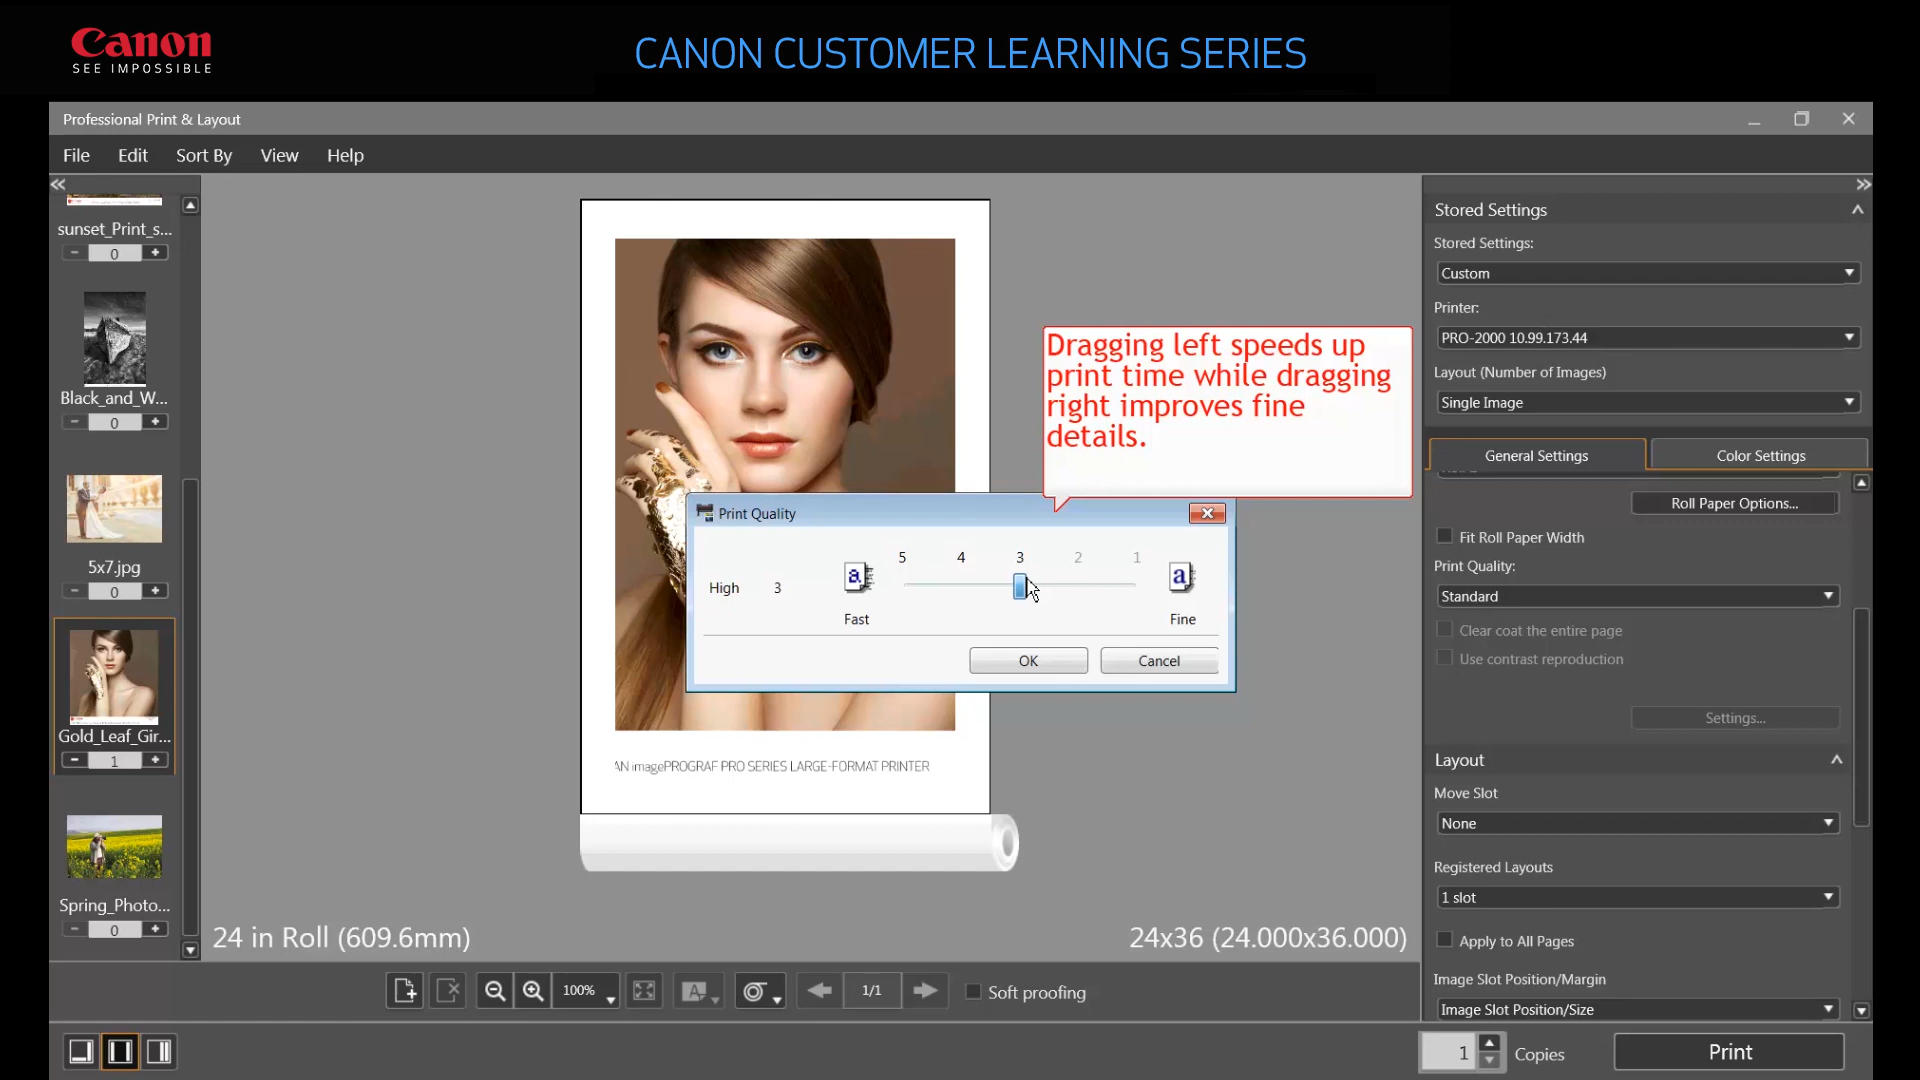 Canon
SEE IMPOSSIBLE
CANON CUSTOMER LEARNING SERIES
Professional Print & Layout
File Edit Sort By View Help
sunset_Print_s...
0
Black_and_W...
0
5x7.jpg
0
Gold_Leaf_Gir...
1
Spring_Photo...
0
Dragging left speeds up
print time while dragging
right improves fine
details.
Print Quality
5 4 3 2 1
High 3
a
a
Fast
Fine
OK Cancel
AN imagePROGRAF PRO SERIES LARGE-FORMAT PRINTER
24 in Roll (609.6mm)
24x36 (24.000x36.000)
100%
A
1/1
Soft proofing
Stored Settings
Stored Settings:
Custom
Printer:
PRO-2000 10.99.173.44
Layout (Number of Images)
Single Image
General Settings Color Settings
Roll Paper Options...
Fit Roll Paper Width
Print Quality:
Standard
Clear coat the entire page
Use contrast reproduction
Settings...
Layout
Move Slot
None
Registered Layouts
1 slot
Apply to All Pages
Image Slot Position/Margin
Image Slot Position/Size
1 Copies
Print